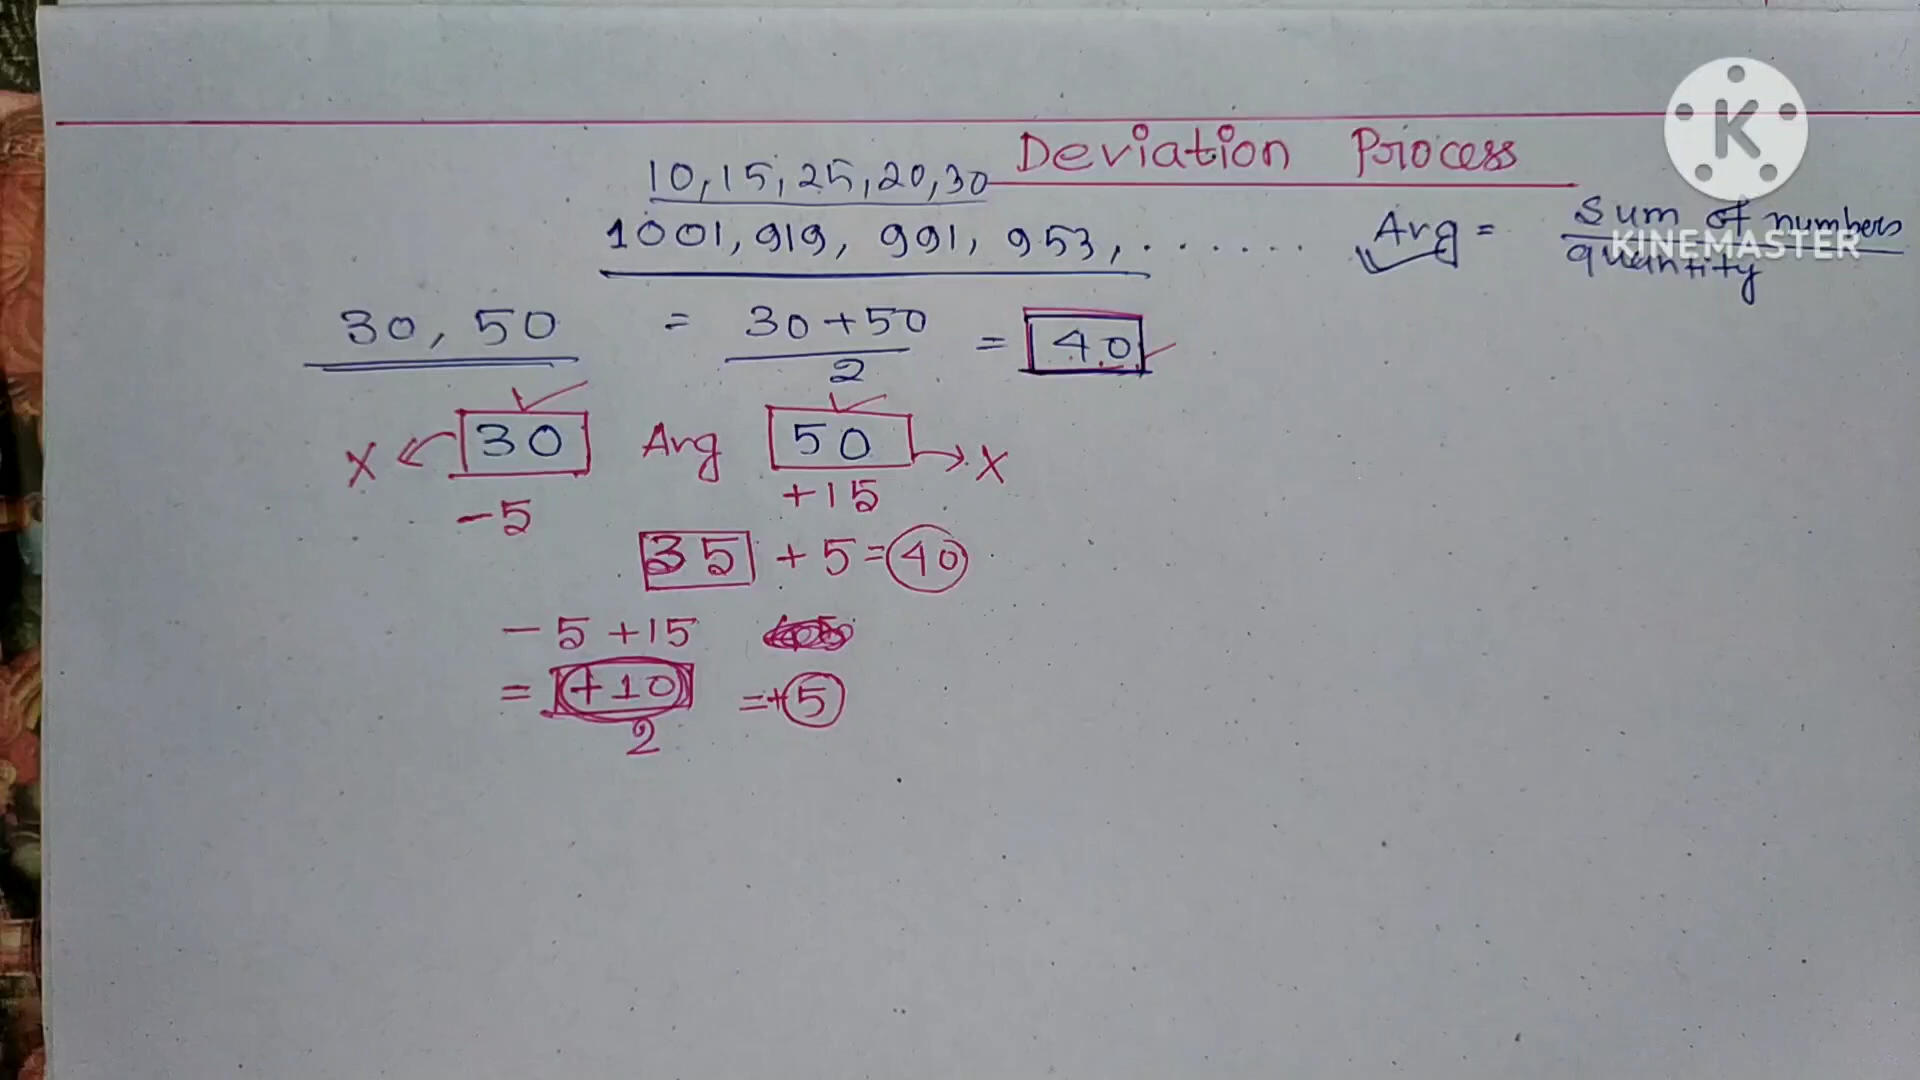 Deviation Process
10, 15, 25, 20, 30
1001, 919, 991, 953, .......
Avg = Sum of numbers
quantity
30, 50 = 30+50 = 40
2
X 30 Avg 50 X
-5 +15
35 + 5 = 40
-5 +15
= +10 = +5
2
K
KINEMASTER